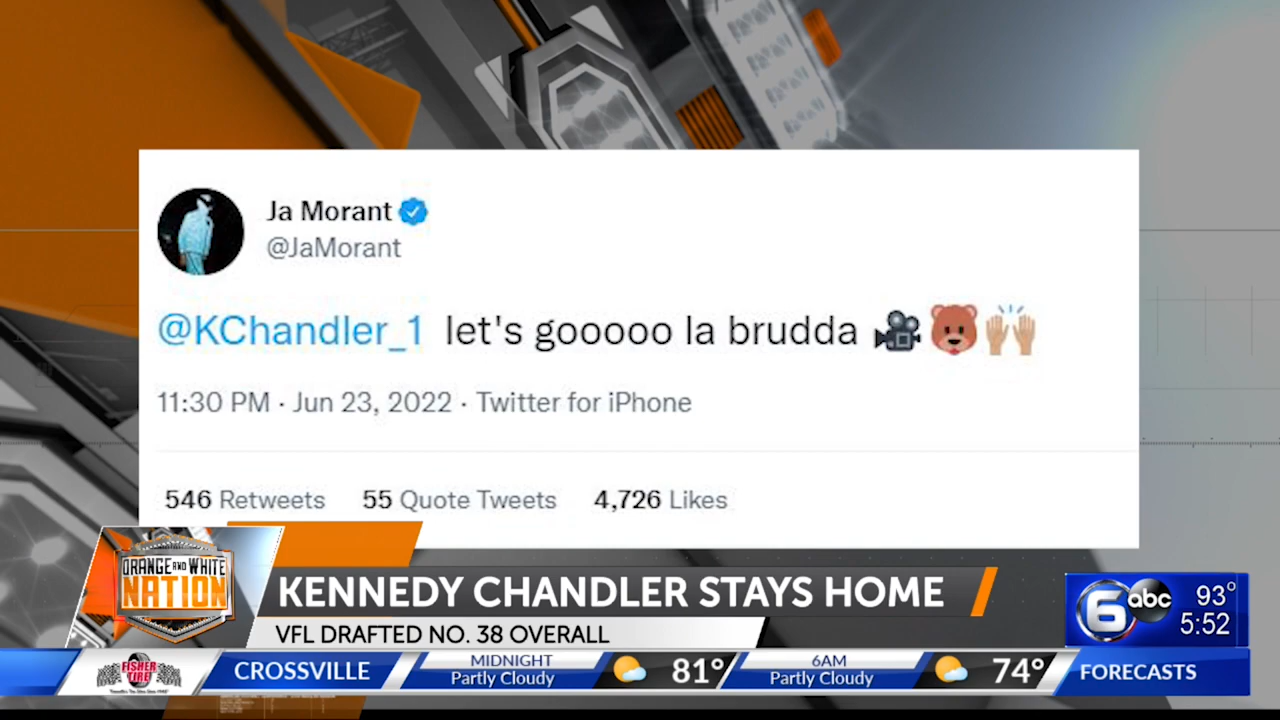 Ja Morant
@JaMorant
@KChandler_1 let's gooooo la brudda 🎥🐻🙌🏼
11:30 PM · Jun 23, 2022 · Twitter for iPhone
546 Retweets 55 Quote Tweets 4,726 Likes
ORANGE AND WHITE
NATION
KENNEDY CHANDLER STAYS HOME
VFL DRAFTED NO. 38 OVERALL
6 abc 93°
5:52
FISHER
TIRE
CROSSVILLE
MIDNIGHT
Partly Cloudy
81°
6AM
Partly Cloudy
74°
FORECASTS